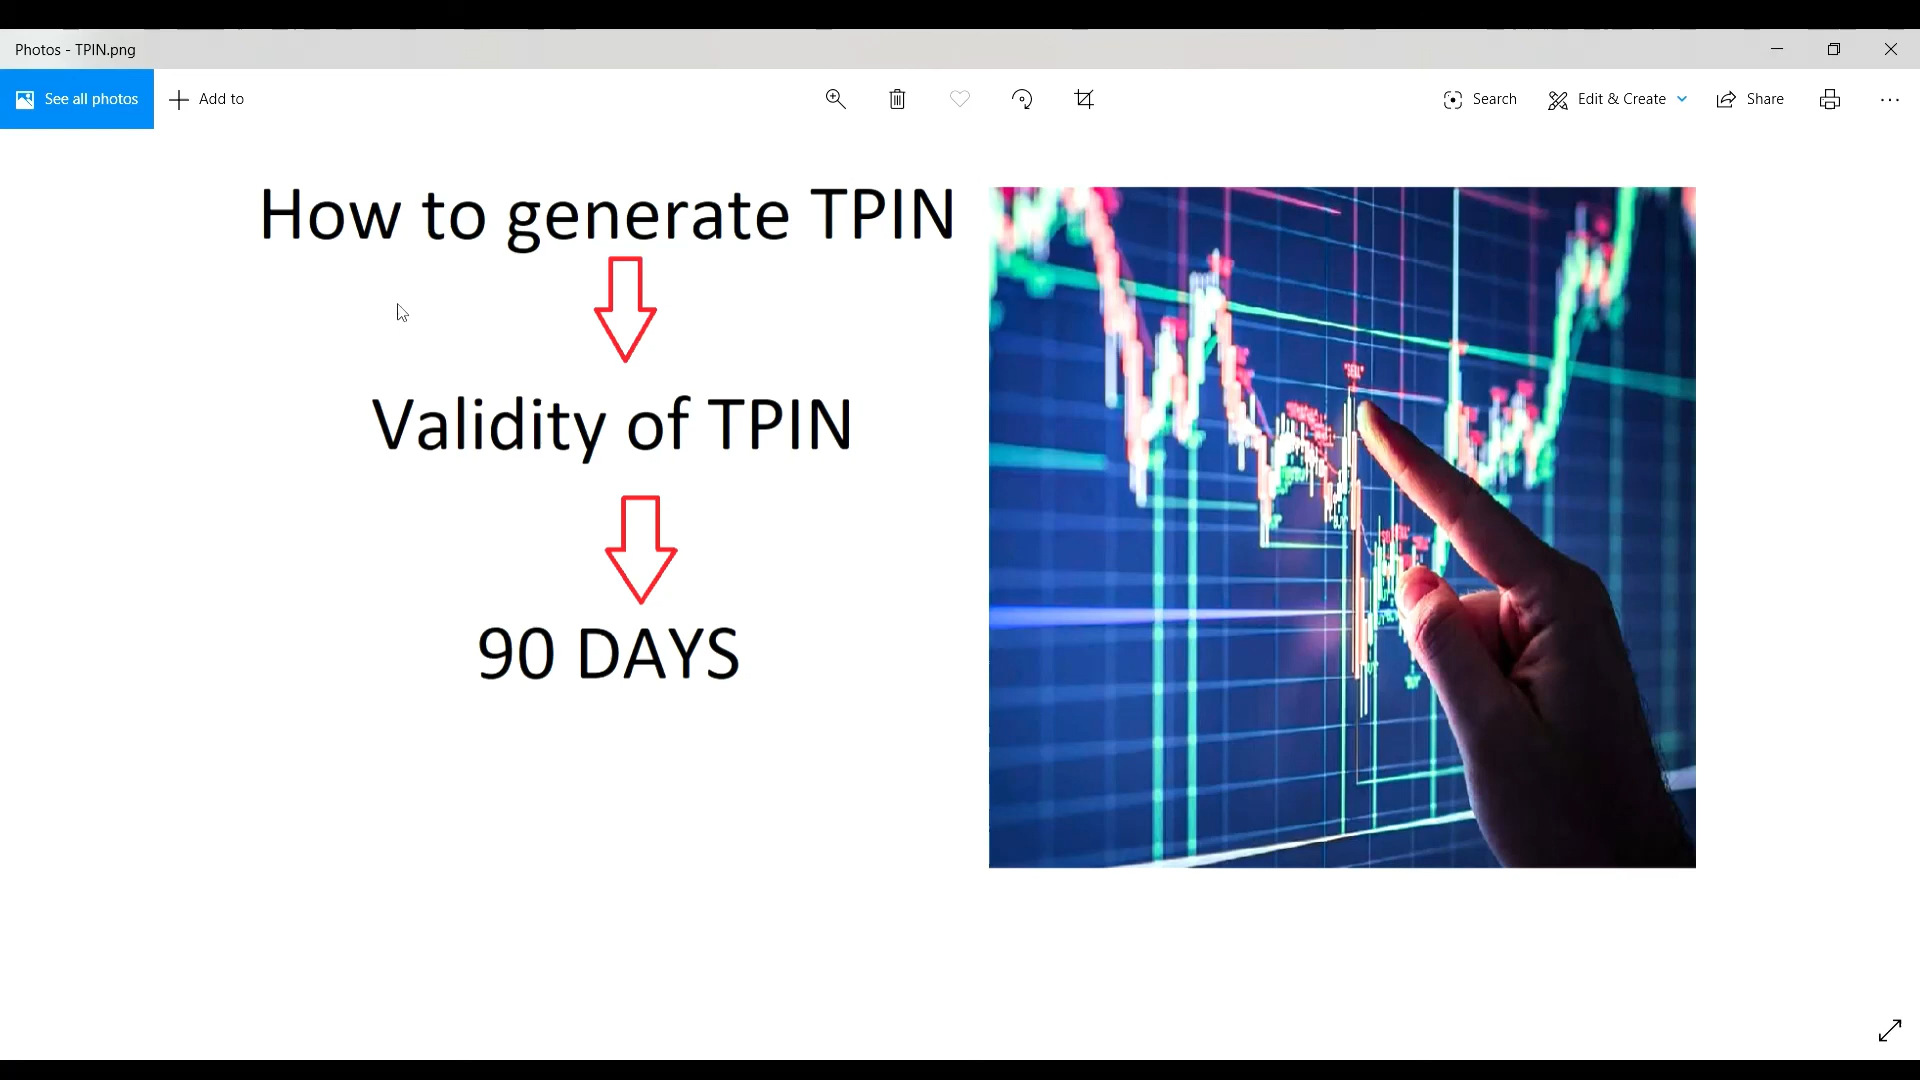 Photos - TPIN.png
See all photos
Add to
Search
Edit & Create
Share
How to generate TPIN
Validity of TPIN
90 DAYS